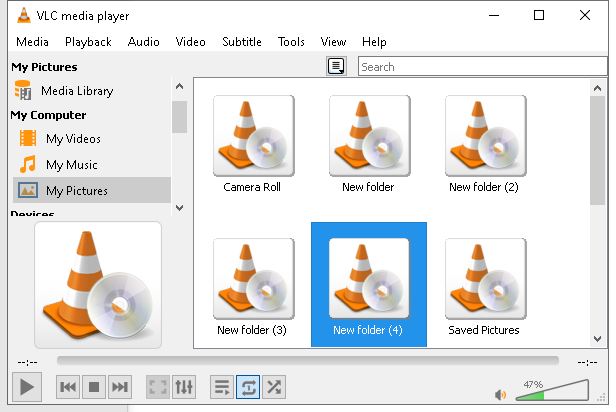 VLC media player
Media Playback Audio Video Subtitle Tools View Help
My Pictures
Search
Media Library
My Computer
My Videos
My Music
My Pictures
Devices
Camera Roll
New folder
New folder (2)
New folder (3)
New folder (4)
Saved Pictures
--:--
--:--
47%